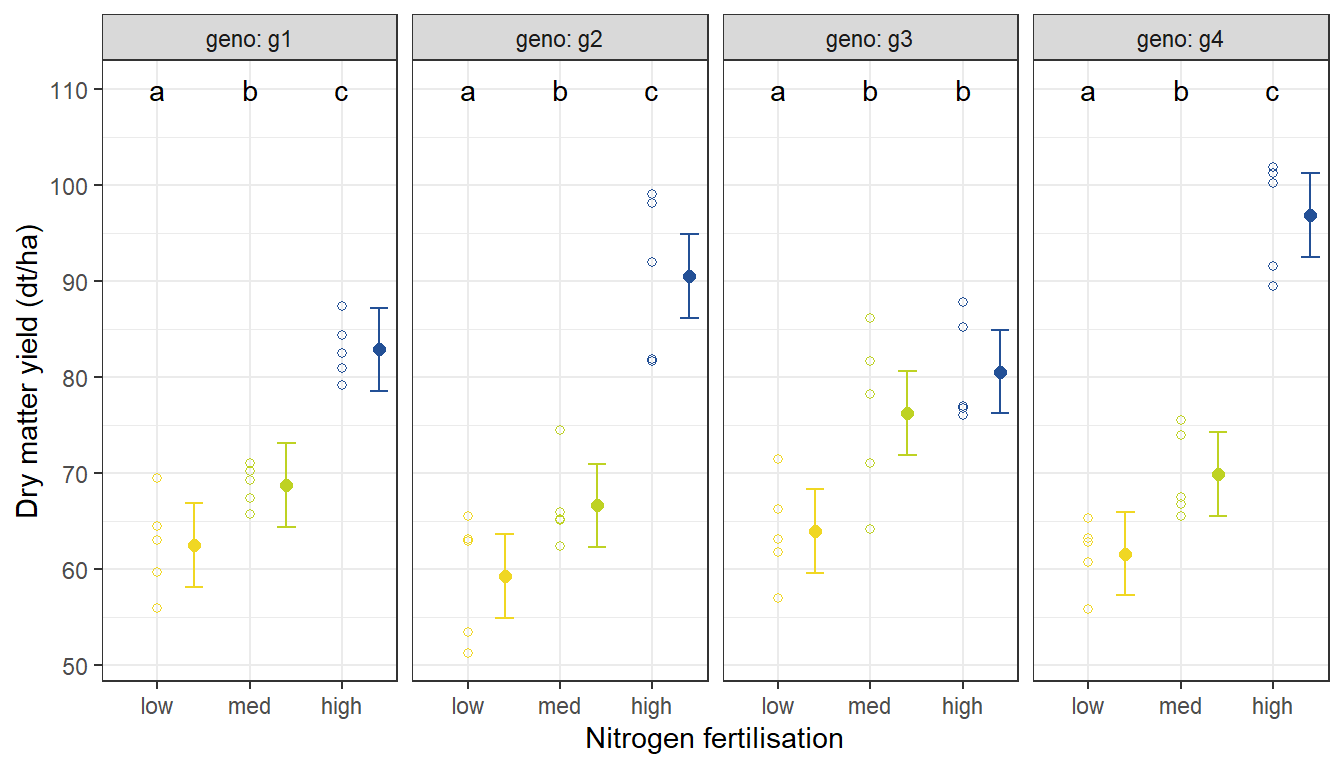 geno: g1 geno: g2 geno: g3 geno: g4
a b c a b c a b b a b c
110
100
90
80
70
60
50
Dry matter yield (dt/ha)
low med high low med high low med high low med high
Nitrogen fertilisation